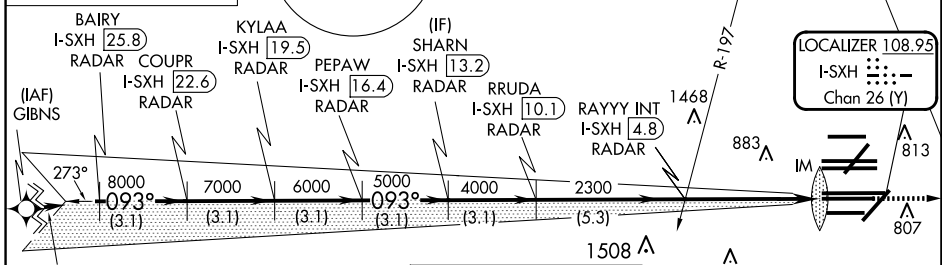 BAIRY
I-SXH 25.8
RADAR
COUPR
I-SXH 22.6
RADAR
KYLAA
I-SXH 19.5
RADAR
PEPAW
I-SXH 16.4
RADAR
(IF)
SHARN
I-SXH 13.2
RADAR
RRUDA
I-SXH 10.1
RADAR
RAYYY INT
I-SXH 4.8
RADAR
R-197
LOCALIZER 108.95
I-SXH
Chan 26 (Y)
(IAF)
GIBNS
1468
883
813
IM
273°
8000
7000
6000
5000
4000
2300
093°
093°
(3.1)
(3.1)
(3.1)
(3.1)
(3.1)
(5.3)
807
1508